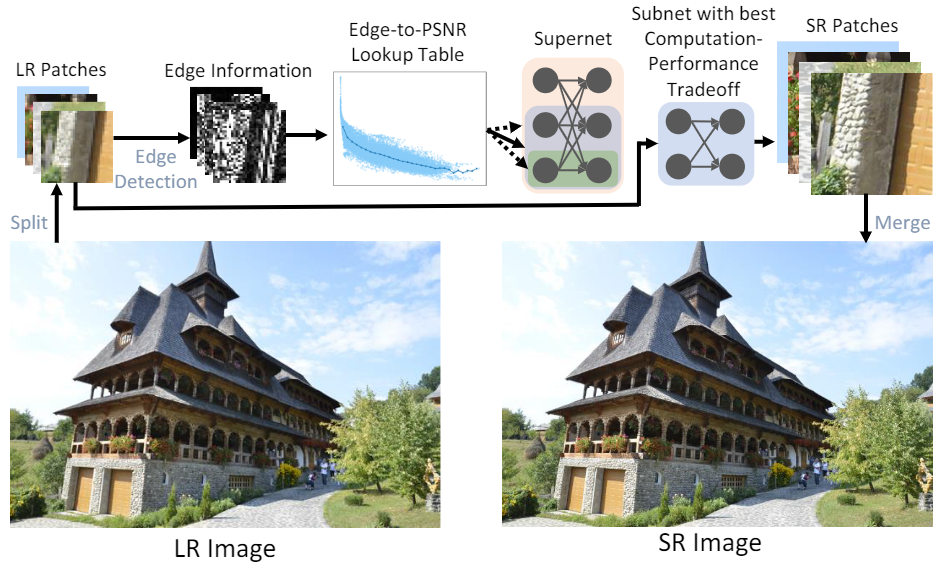 LR Patches
Edge Information
Edge-to-PSNR
Lookup Table
Supernet
Subnet with best
Computation-
Performance
Tradeoff
SR Patches
Edge
Detection
Split
Merge
LR Image
SR Image